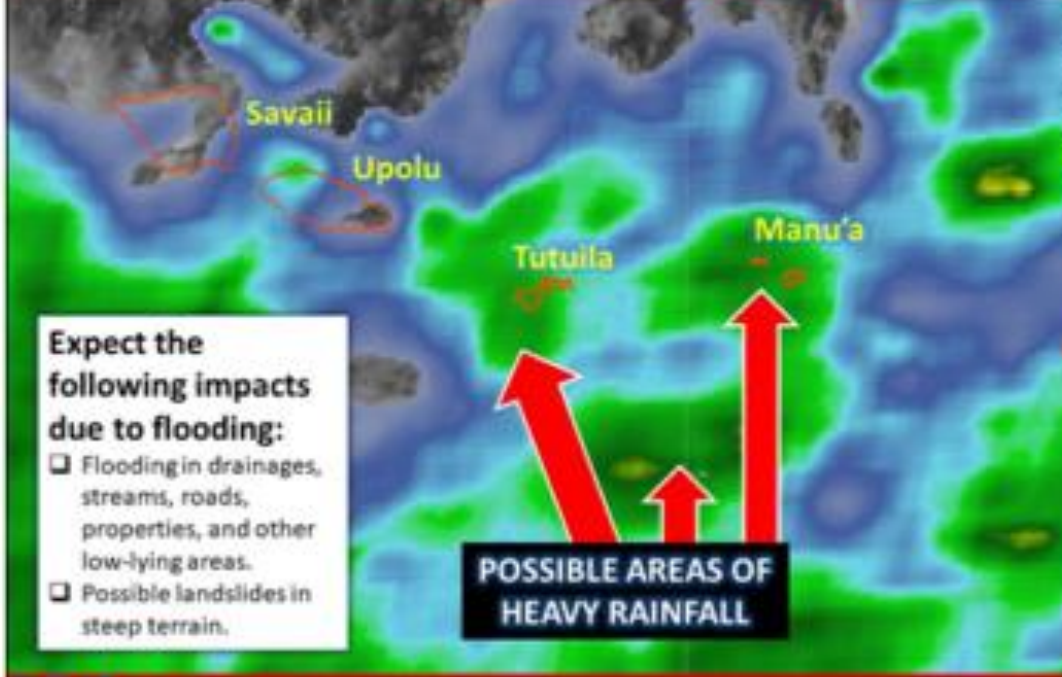 Savaii
Upolu
Manu'a
Tutuila
Expect the
following impacts
due to flooding:
❑ Flooding in drainages,
streams, roads,
properties, and other
low-lying areas.
❑ Possible landslides in
steep terrain.
POSSIBLE AREAS OF
HEAVY RAINFALL